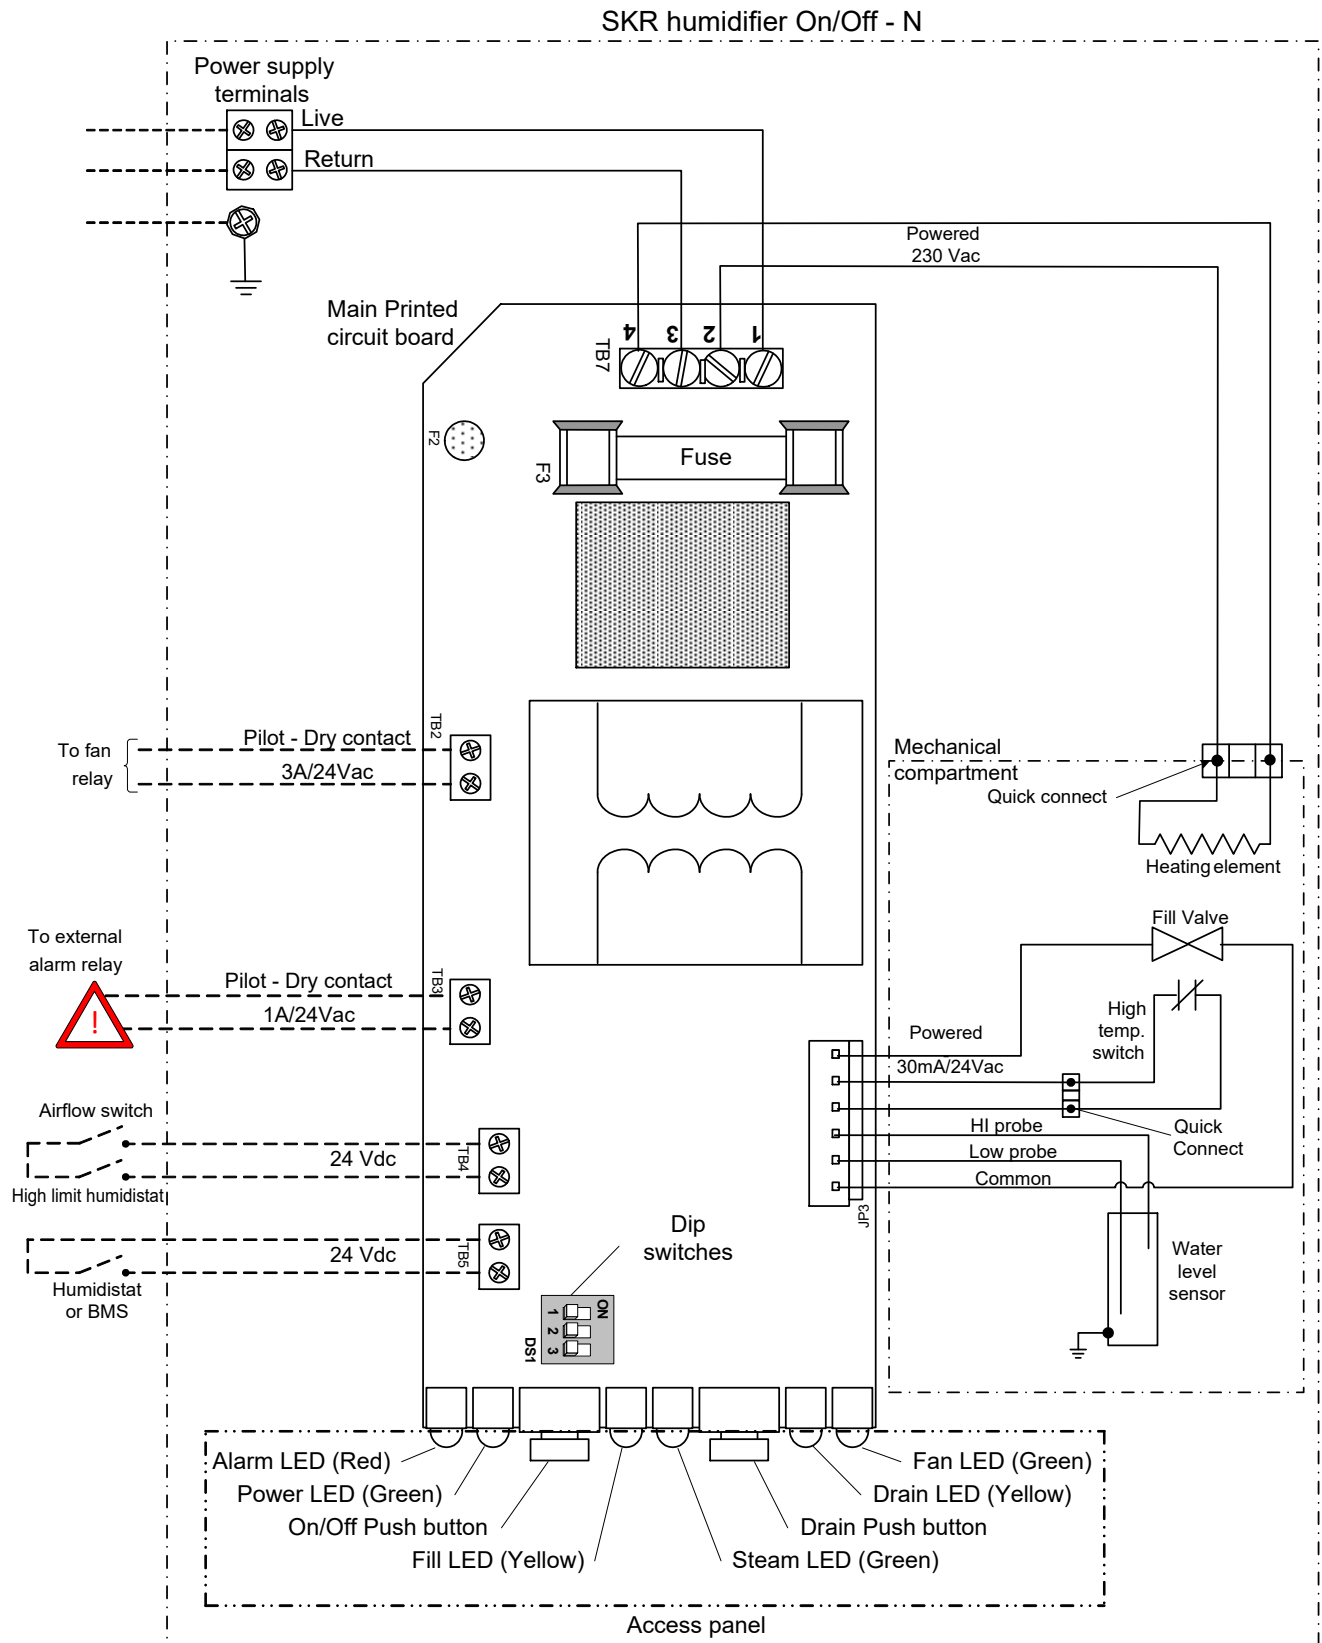 SKR humidifier On/Off - N
Power supply
terminals
Live
Return
Powered
230 Vac
Main Printed
circuit board
4 3 2 1
TB7
F2
F3
Fuse
TB2
Pilot - Dry contact
3A/24Vac
To fan
relay
Mechanical
compartment
Quick connect
Heating element
Fill Valve
To external
alarm relay
!
Pilot - Dry contact
1A/24Vac
TB3
High
temp.
switch
Powered
30mA/24Vac
Quick
Connect
HI probe
Low probe
Common
JP3
Airflow switch
24 Vdc
TB4
High limit humidistat
24 Vdc
TB5
Humidistat
or BMS
Dip
switches
ON
1
2
3
DS1
Water
level
sensor
Alarm LED (Red)
Fan LED (Green)
Power LED (Green)
Drain LED (Yellow)
On/Off Push button
Drain Push button
Fill LED (Yellow)
Steam LED (Green)
Access panel